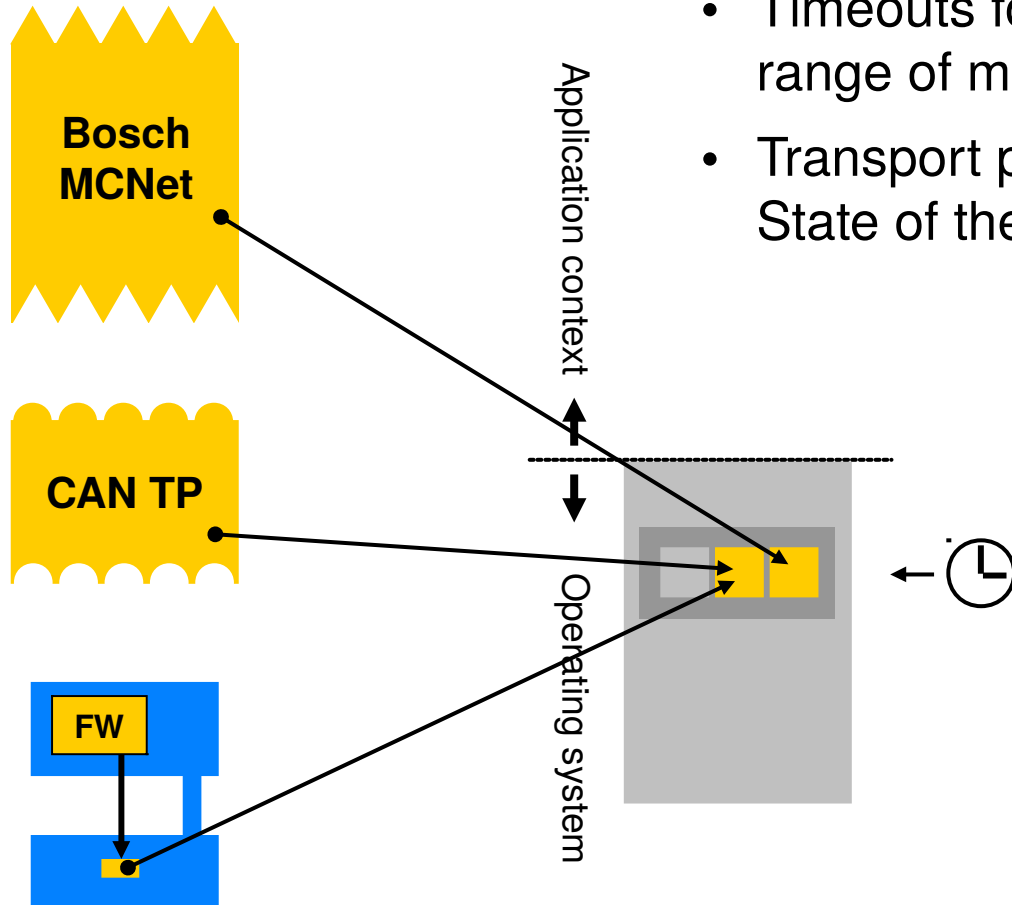 Timeouts
range of
Transport
State of the
Bosch
MCNet
Application context
CAN TP
Operating system
FW